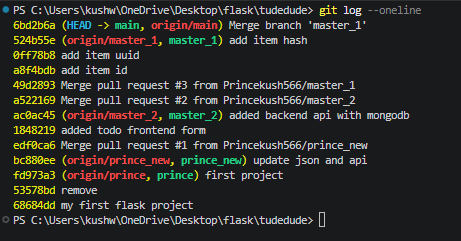 PS C:\Users\kushw\OneDrive\Desktop\flask\tudedude> git log --oneline
6bd2b6a (HEAD -> main, origin/main) Merge branch 'master_1'
524b55e (origin/master_1, master_1) add item hash
0ff78b8 add item uuid
a8f4bdb add item id
49d2893 Merge pull request #3 from Princekush566/master_1
a522169 Merge pull request #2 from Princekush566/master_2
ac0ac45 (origin/master_2, master_2) added backend api with mongodb
1848219 added todo frontend form
edf0ca6 Merge pull request #1 from Princekush566/prince_new
bc880ee (origin/prince_new, prince_new) update json and api
fd973a3 (origin/prince, prince) first project
53578bd remove
68684dd my first flask project
PS C:\Users\kushw\OneDrive\Desktop\flask\tudedude>